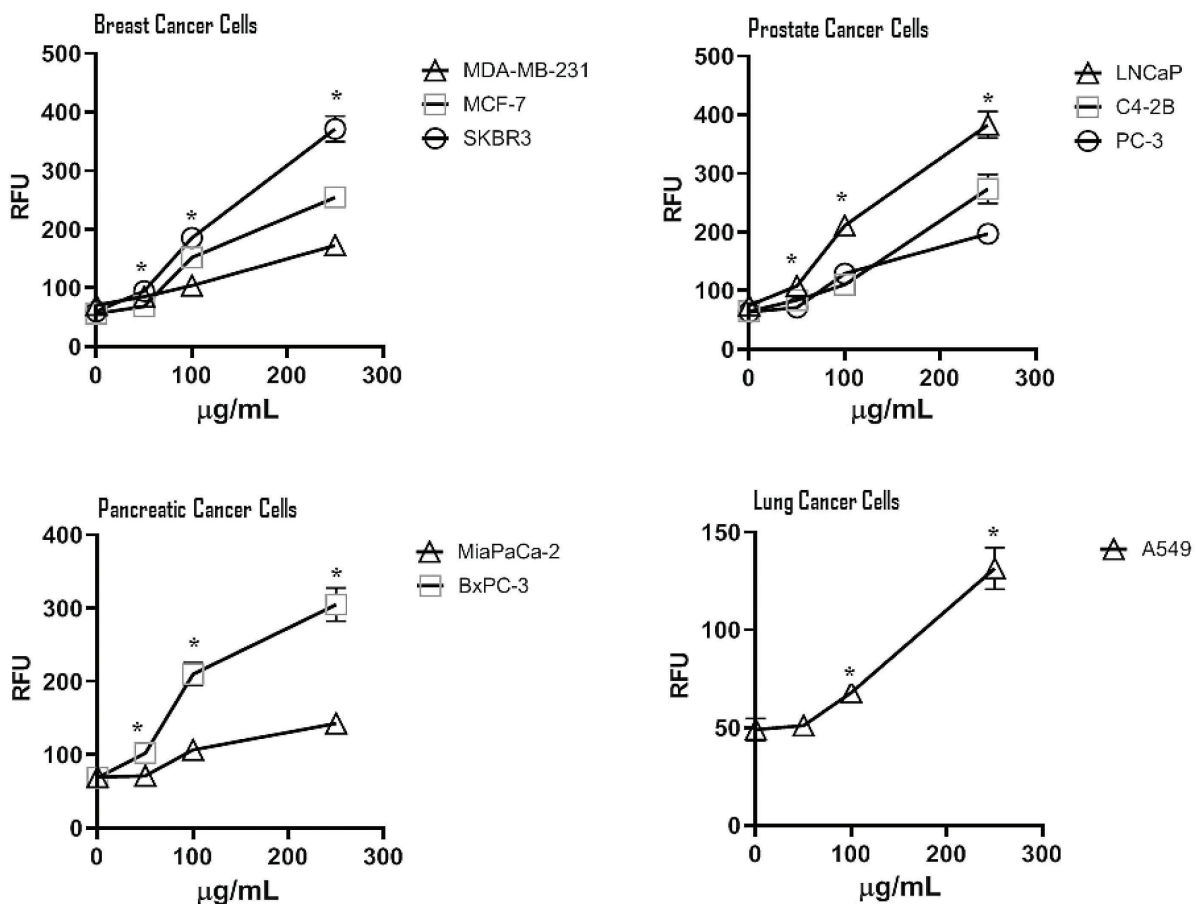 Breast Cancer Cells
500
400
300
200
100
0
RFU
*
*
*
0 100 200 300
μg/mL
MDA-MB-231
MCF-7
SKBR3
Prostate Cancer Cells
500
400
300
200
100
0
RFU
*
*
*
0 100 200 300
μg/mL
LNCaP
C4-2B
PC-3
Pancreatic Cancer Cells
400
300
200
100
0
RFU
*
*
*
0 100 200 300
μg/mL
MiaPaCa-2
BxPC-3
Lung Cancer Cells
150
100
50
0
RFU
*
*
0 100 200 300
μg/mL
A549